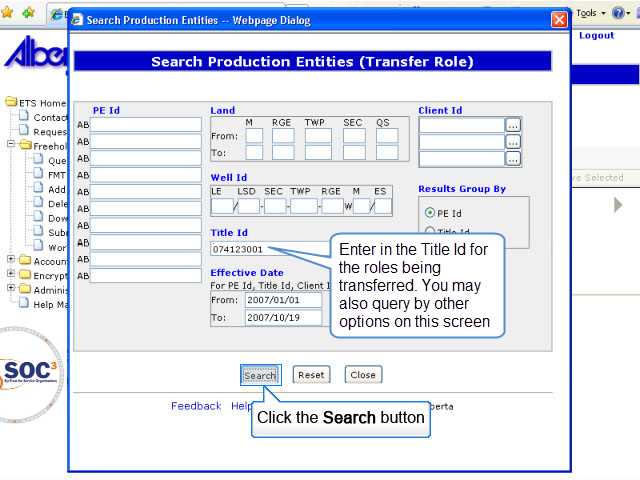 Search Production Entities -- Webpage Dialog
Tools
Logout
Search Production Entities (Transfer Role)
ETS Home
Contac
Reques
Freehol
Que
FMT
Add
Dele
Dow
Subr
Wor
Accoun
Encrypt
Adminis
Help Ma
SOC3
PE Id
AB
AB
AB
AB
AB
AB
AB
AB
AB
AB
Land
M RGE TWP SEC QS
From:
To:
Well Id
LE LSD SEC TWP RGE M ES
/ - - - W /
Title Id
074123001
Effective Date
For PE Id, Title Id, Client I
From: 2007/01/01
To: 2007/10/19
Client Id
...
...
...
Results Group By
PE Id
Title Id
ve Selected
Enter in the Title Id for
the roles being
transferred. You may
also query by other
options on this screen
Search Reset Close
Feedback Help
berta
Click the Search button